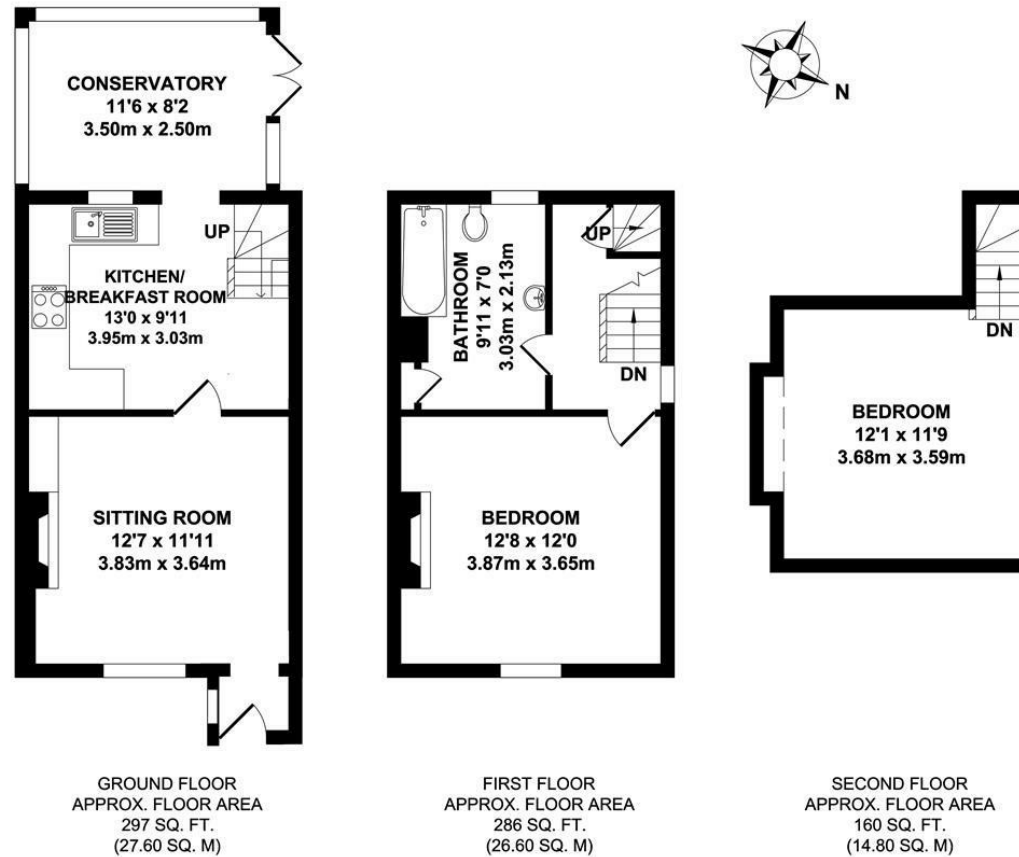 CONSERVATORY
11'6 x 8'2
3.50m x 2.50m
N
UP
KITCHEN/
BREAKFAST ROOM
13'0 x 9'11
3.95m x 3.03m
SITTING ROOM
12'7 x 11'11
3.83m x 3.64m
BATHROOM
9'11 x 7'0
3.03m x 2.13m
UP
DN
BEDROOM
12'8 x 12'0
3.87m x 3.65m
DN
BEDROOM
12'1 x 11'9
3.68m x 3.59m
GROUND FLOOR
APPROX. FLOOR AREA
297 SQ. FT.
(27.60 SQ. M)
FIRST FLOOR
APPROX. FLOOR AREA
286 SQ. FT.
(26.60 SQ. M)
SECOND FLOOR
APPROX. FLOOR AREA
160 SQ. FT.
(14.80 SQ. M)